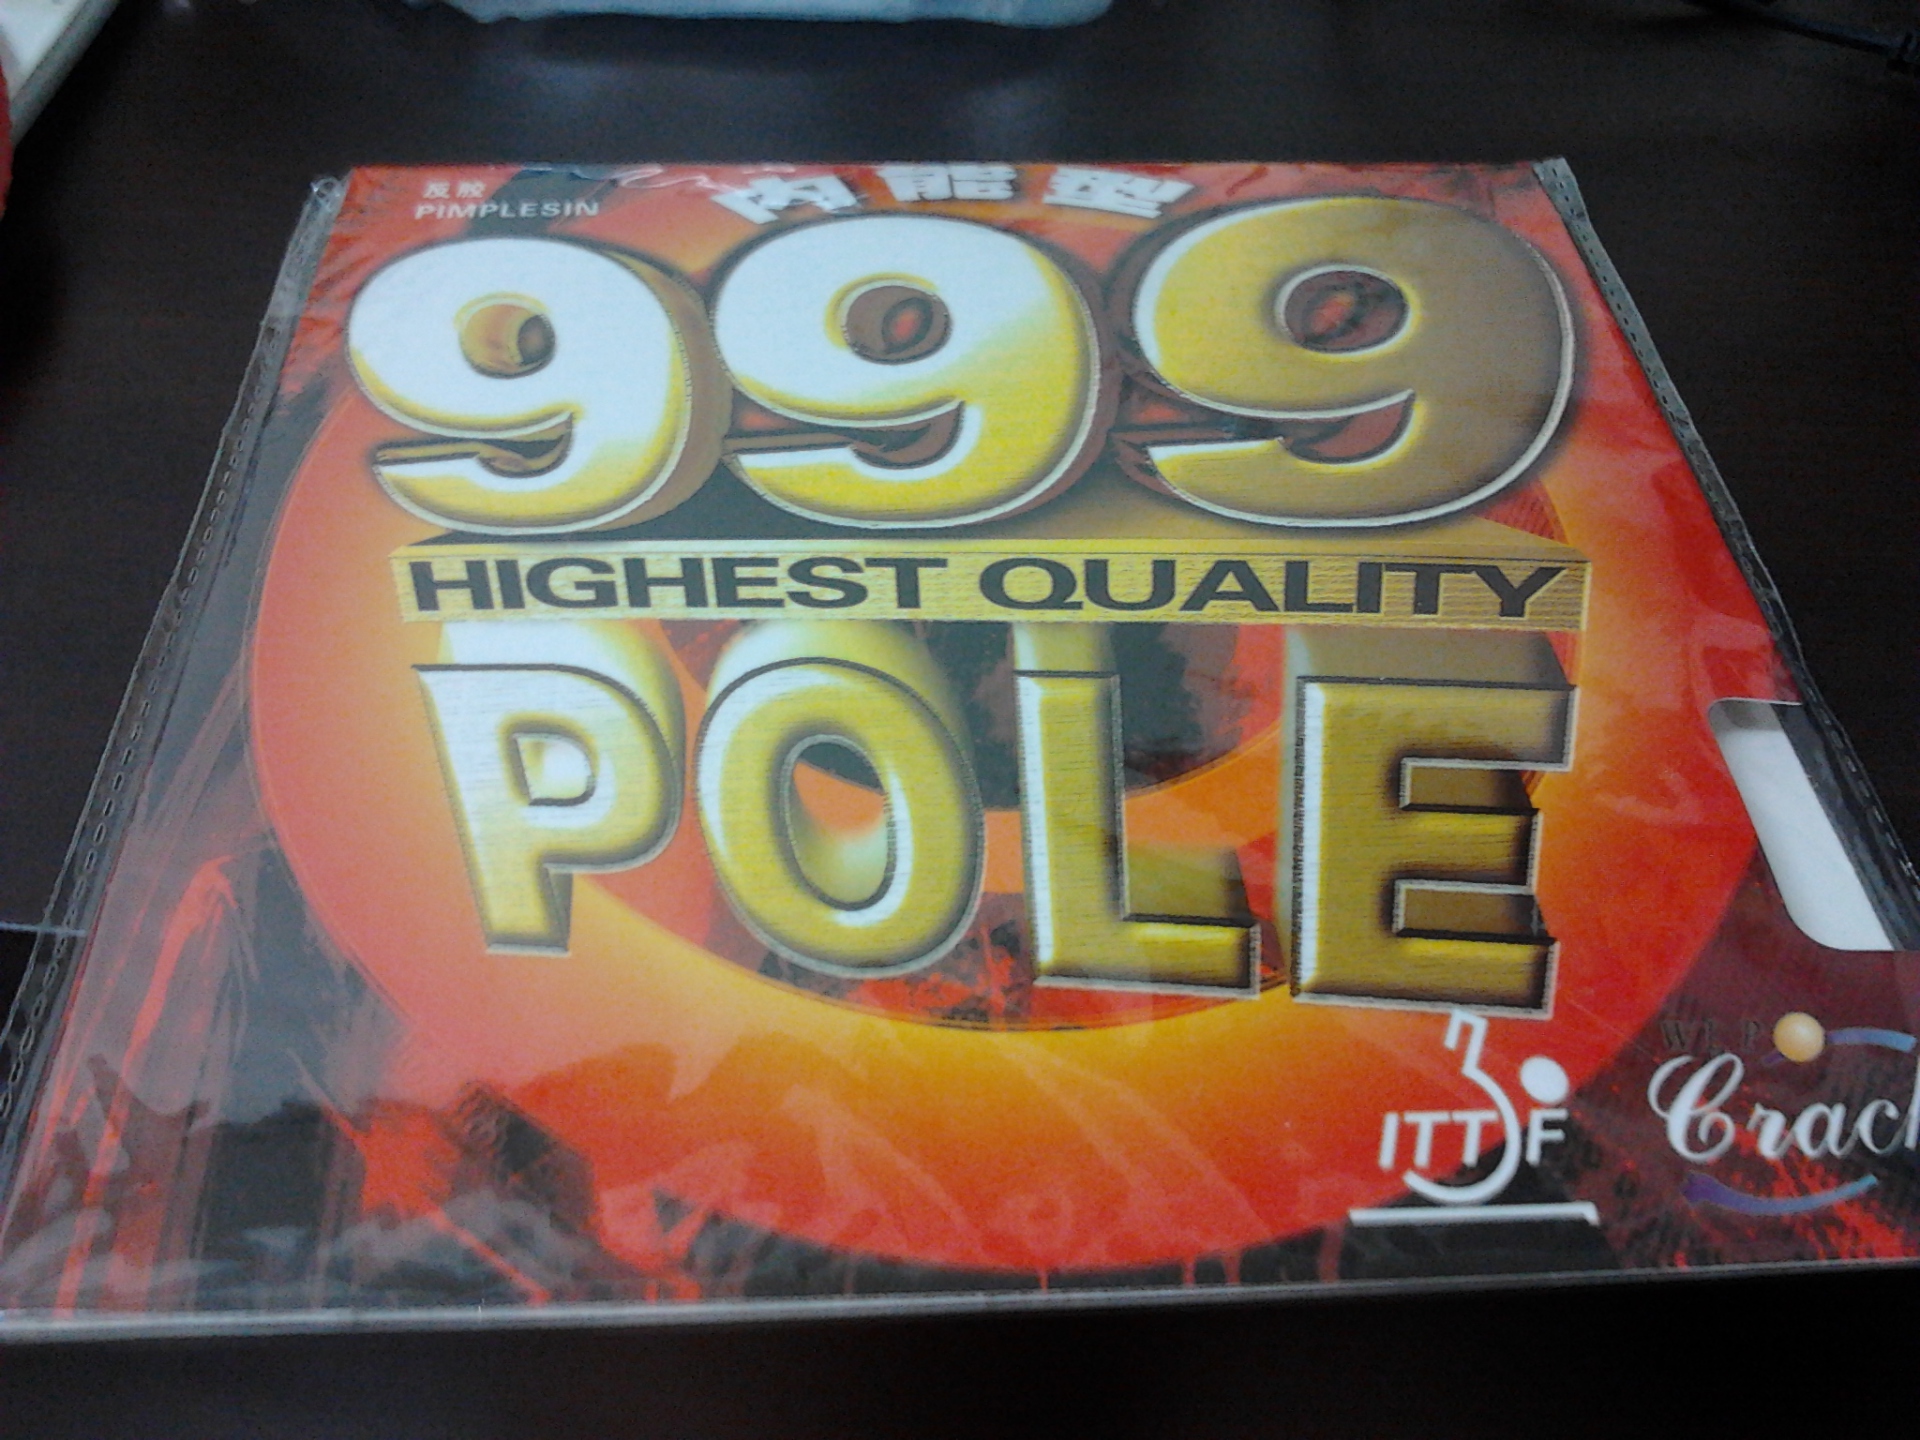 反胶
PIMPLESIN
内能型
999
HIGHEST QUALITY
POLE
ITTF
Crack